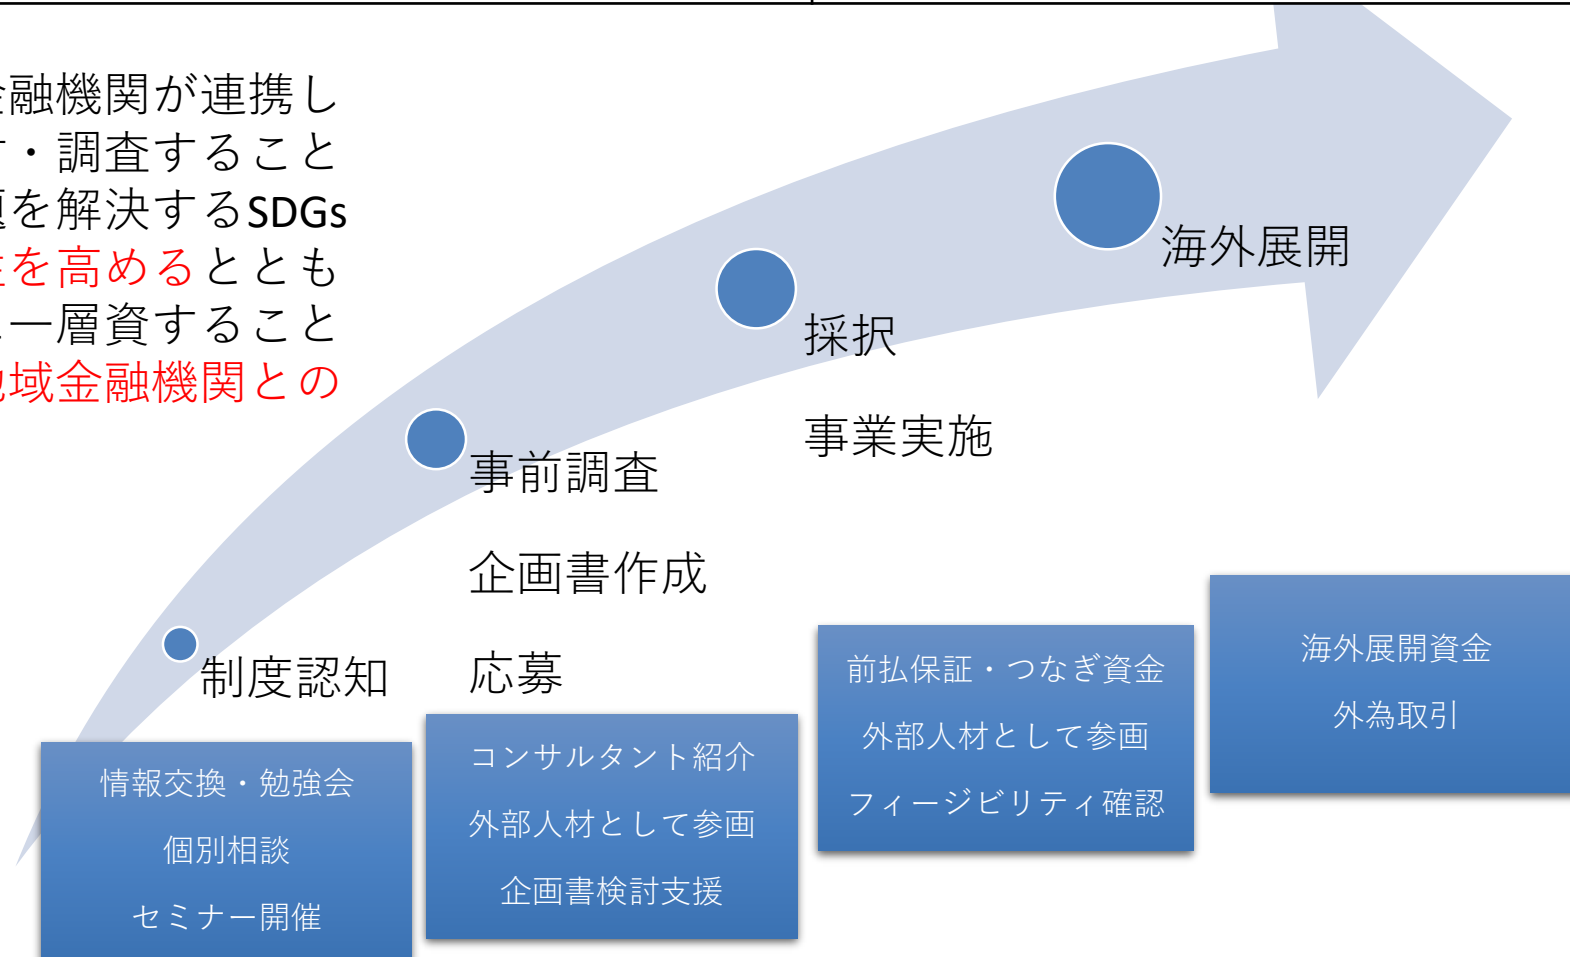 金融機関が連携し
・調査すること
を解決するSDGs
を高めるととも
一層資すること
地域金融機関との
海外展開
採択
事業実施
事前調査
企画書作成
応募
制度認知
情報交換・勉強会
個別相談
セミナー開催
コンサルタント紹介
外部人材として参画
企画書検討支援
前払保証・つなぎ資金
外部人材として参画
フィージビリティ確認
海外展開資金
外為取引